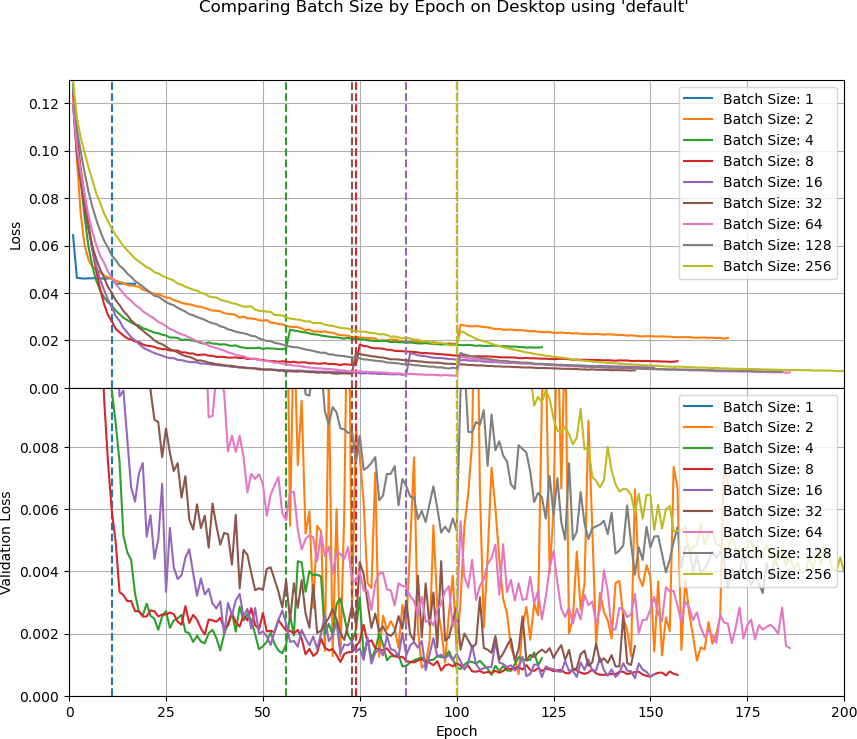 Comparing Batch Size by Epoch on Desktop using 'default'
0.12
0.10
0.08
0.06
0.04
0.02
0.00
Loss
Batch Size: 1
Batch Size: 2
Batch Size: 4
Batch Size: 8
Batch Size: 16
Batch Size: 32
Batch Size: 64
Batch Size: 128
Batch Size: 256
0.008
0.006
0.004
0.002
0.000
Validation Loss
Batch Size: 1
Batch Size: 2
Batch Size: 4
Batch Size: 8
Batch Size: 16
Batch Size: 32
Batch Size: 64
Batch Size: 128
Batch Size: 256
0 25 50 75 100 125 150 175 200
Epoch